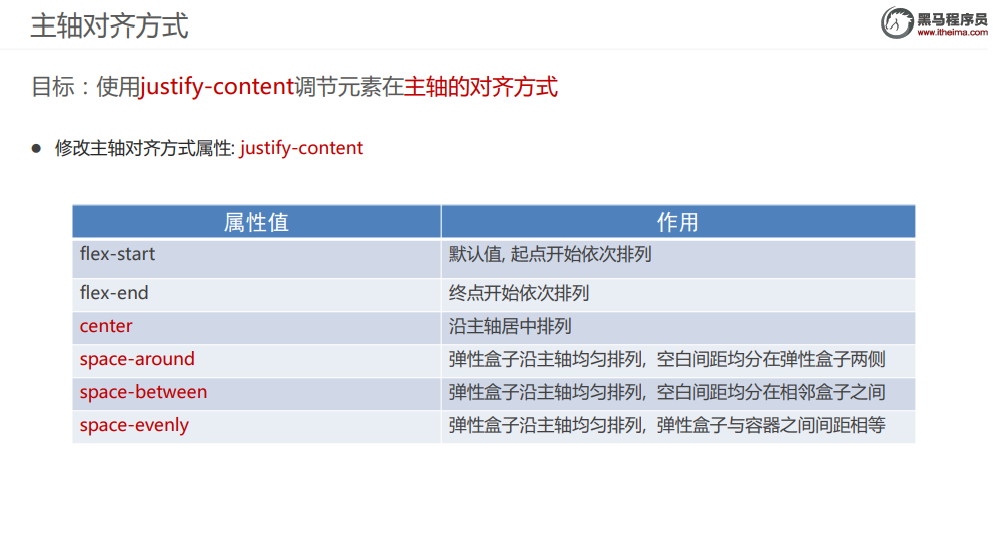 主轴对齐方式
黑马程序员
www.itheima.com
目标：使用justify-content调节元素在主轴的对齐方式
● 修改主轴对齐方式属性: justify-content
属性值 作用
flex-start 默认值, 起点开始依次排列
flex-end 终点开始依次排列
center 沿主轴居中排列
space-around 弹性盒子沿主轴均匀排列, 空白间距均分在弹性盒子两侧
space-between 弹性盒子沿主轴均匀排列, 空白间距均分在相邻盒子之间
space-evenly 弹性盒子沿主轴均匀排列, 弹性盒子与容器之间间距相等